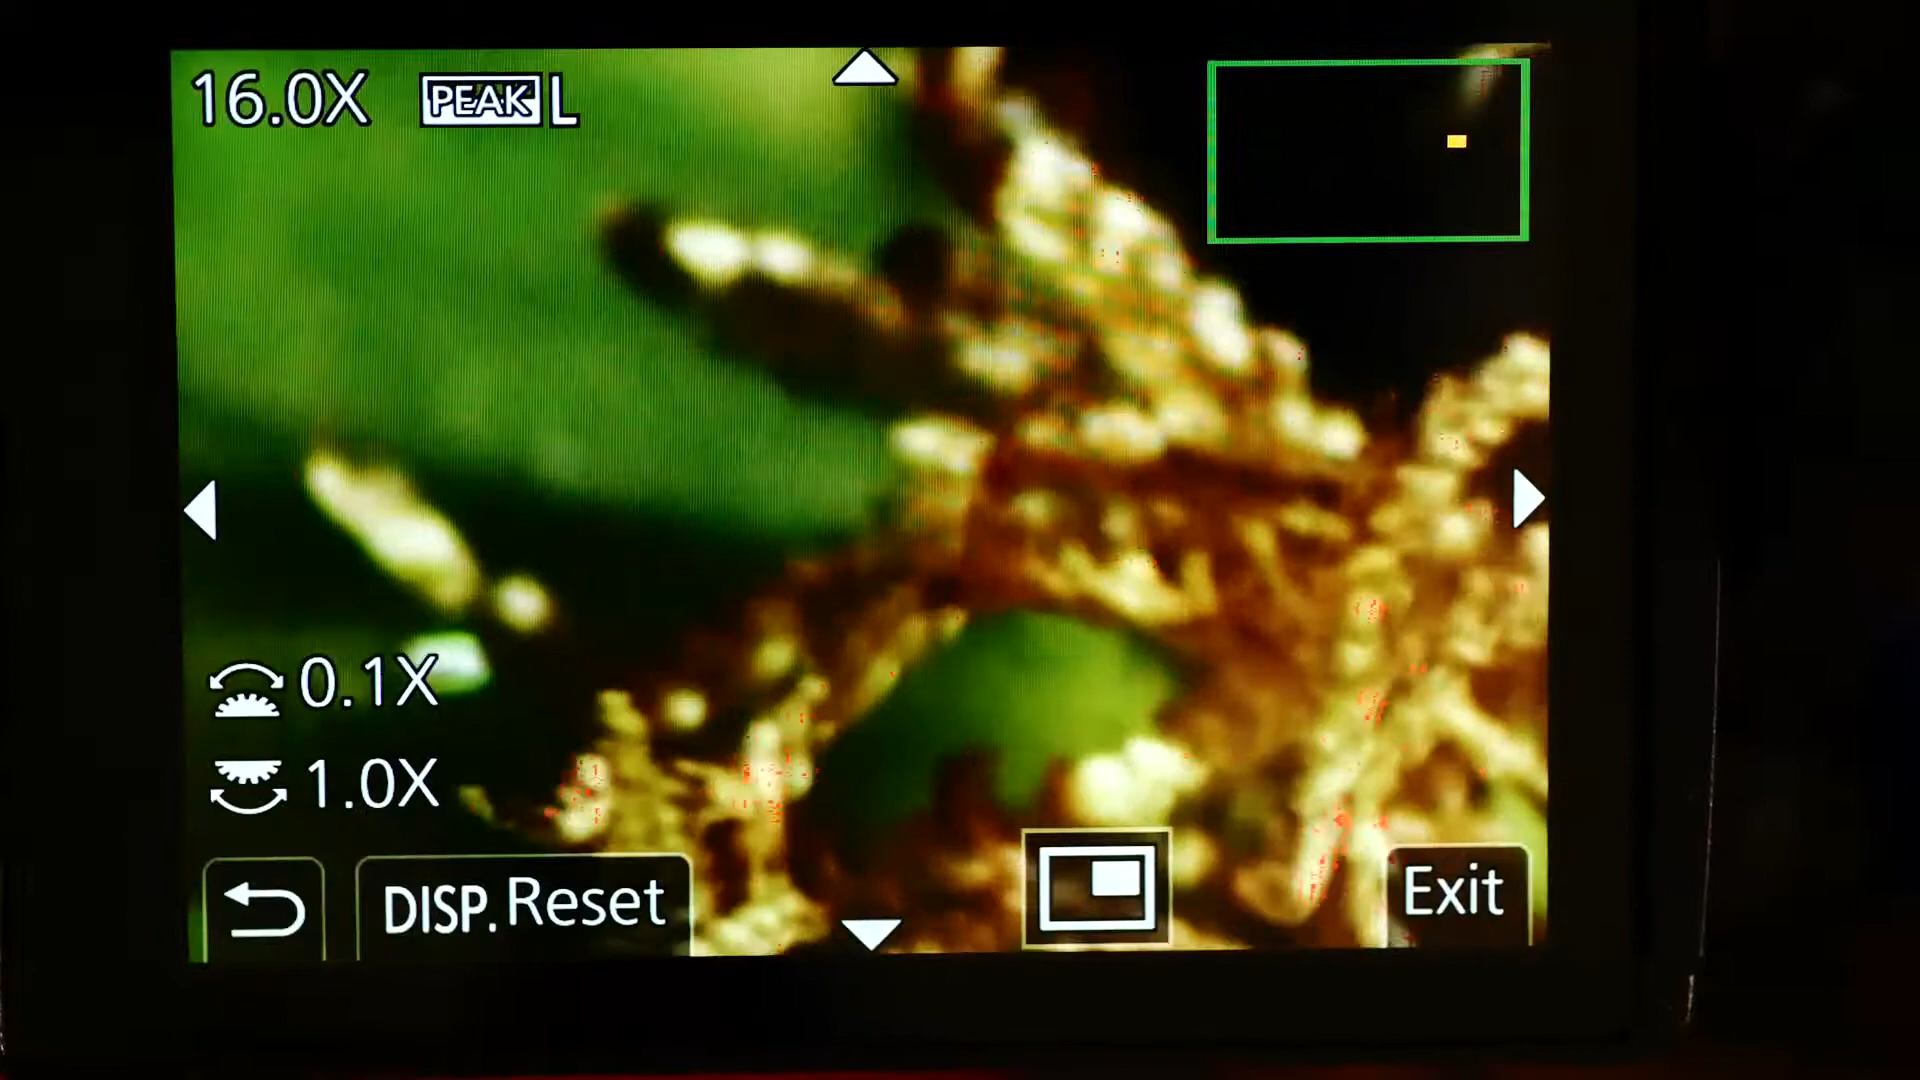 16.0X PEAK L
0.1X
1.0X
DISP. Reset
Exit